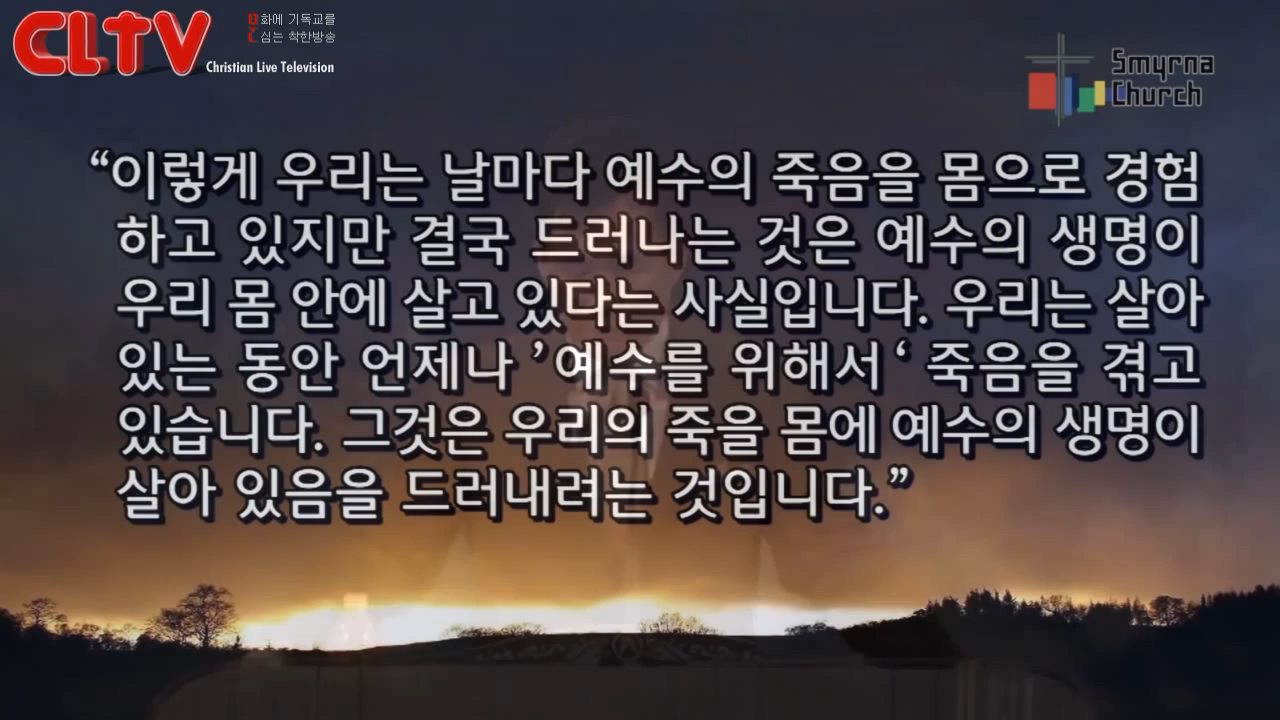 CLTV
문화에 기독교를
심는 착한방송
Christian Live Television
Smyrna
Church
“이렇게 우리는 날마다 예수의 죽음을 몸으로 경험
하고 있지만 결국 드러나는 것은 예수의 생명이
우리 몸 안에 살고 있다는 사실입니다. 우리는 살아
있는 동안 언제나 ’예수를 위해서‘ 죽음을 겪고
있습니다. 그것은 우리의 죽을 몸에 예수의 생명이
살아 있음을 드러내려는 것입니다.”